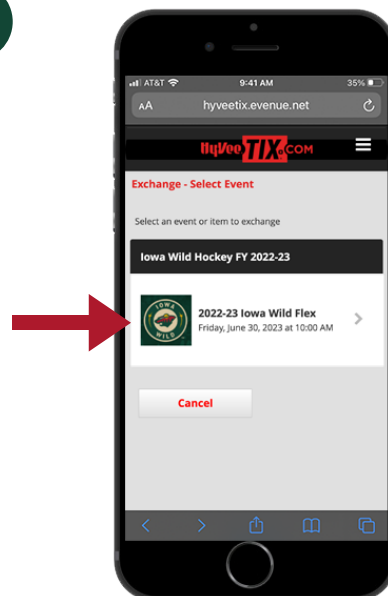 AT&T 9:41 AM 35%
AA hyveetix.evenue.net
HyVee TIX.COM
Exchange - Select Event
Select an event or item to exchange
Iowa Wild Hockey FY 2022-23
IOWA
WILD
2022-23 Iowa Wild Flex
Friday, June 30, 2023 at 10:00 AM
Cancel